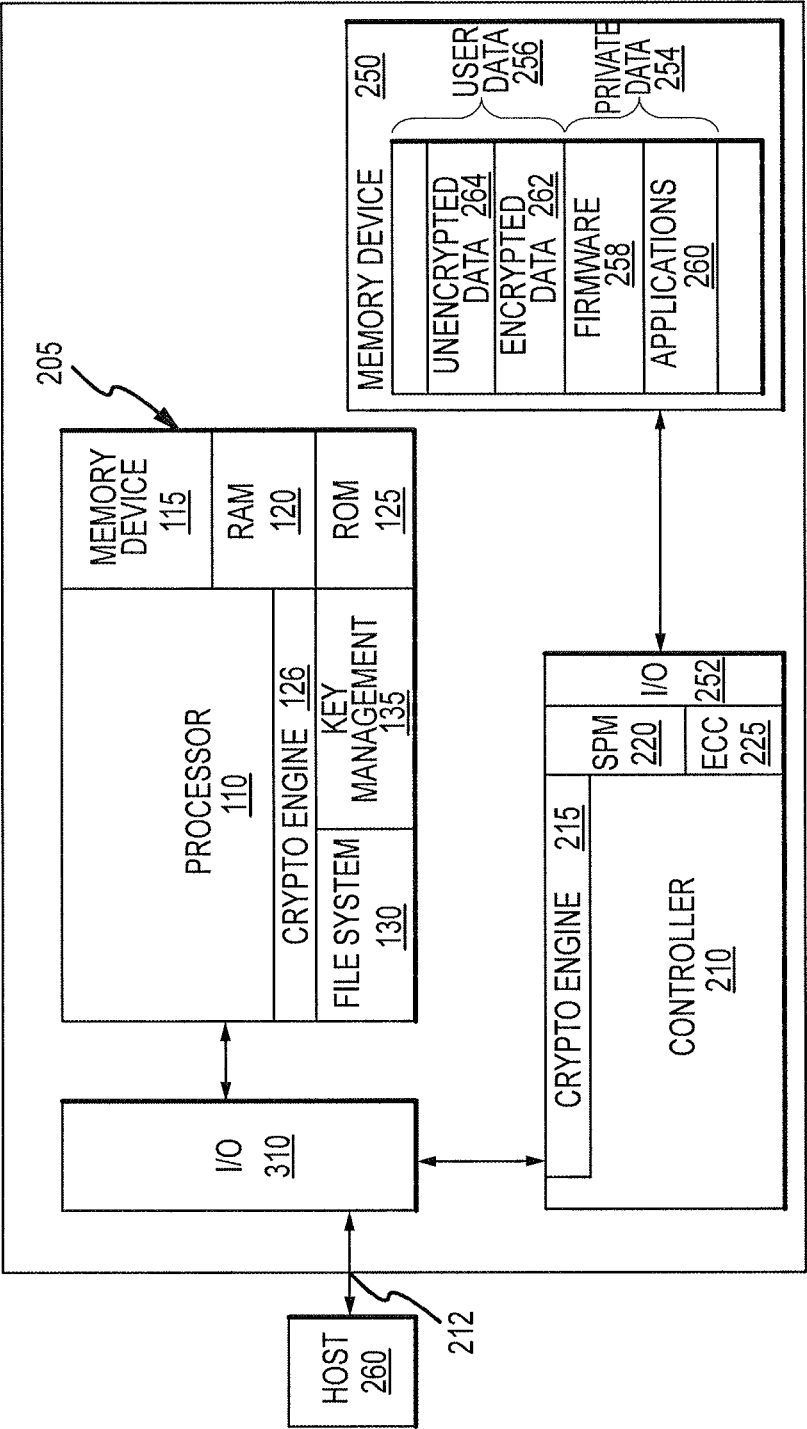 HOST
260
212
I/O
310
205
PROCESSOR
110
MEMORY
DEVICE
115
RAM
120
ROM
125
CRYPTO ENGINE 126
FILE SYSTEM
130
KEY
MANAGEMENT
135
CRYPTO ENGINE 215
CONTROLLER
210
SPM
220
ECC
225
I/O
252
MEMORY DEVICE 250
UNENCRYPTED
DATA 264
ENCRYPTED
DATA 262
FIRMWARE
258
APPLICATIONS
260
USER
DATA
256
PRIVATE
DATA
254